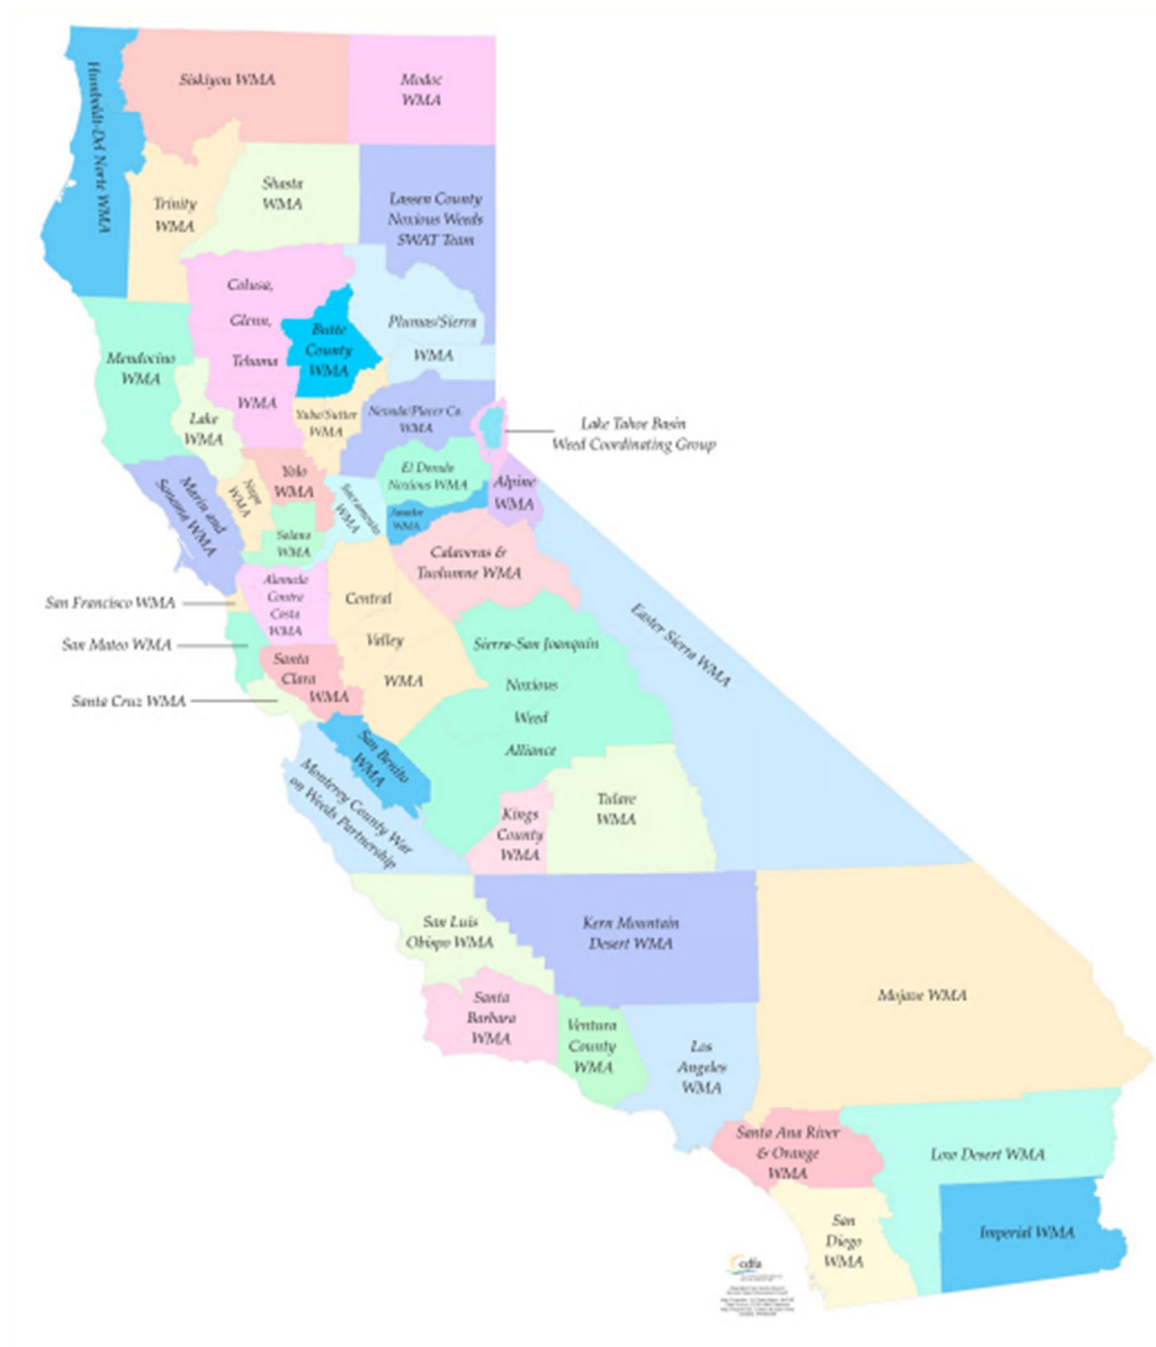 Humboldt-Del Norte WMA
Siskiyou WMA
Modoc
WMA
Trinity
WMA
Shasta
WMA
Lassen County
Noxious Weeds
SWAT Team
Colusa,
Glenn,
Tehama
WMA
Butte
County
WMA
Plumas/Sierra
WMA
Mendocino
WMA
Lake
WMA
Yuba/Sutter
WMA
Nevada/Placer Co.
WMA
Lake Tahoe Basin
Weed Coordinating Group
Marin and
Sonoma WMA
Napa
WMA
Yolo
WMA
Sacramento
WMA
El Dorado
Noxious WMA
Alpine
WMA
Amador
WMA
Solano
WMA
Calaveras &
Tuolumne WMA
San Francisco WMA
Alameda
Contra
Costa
WMA
Central
Valley
WMA
San Mateo WMA
Santa
Clara
WMA
Sierra-San Joaquin
Noxious
Weed
Alliance
Easter Sierra WMA
Santa Cruz WMA
San Benito
WMA
Monterey County War
on Weeds Partnership
Kings
County
WMA
Tulare
WMA
San Luis
Obispo WMA
Kern Mountain
Desert WMA
Mojave WMA
Santa
Barbara
WMA
Ventura
County
WMA
Los
Angeles
WMA
Santa Ana River
& Orange
WMA
Low Desert WMA
San
Diego
WMA
Imperial WMA
cdfa